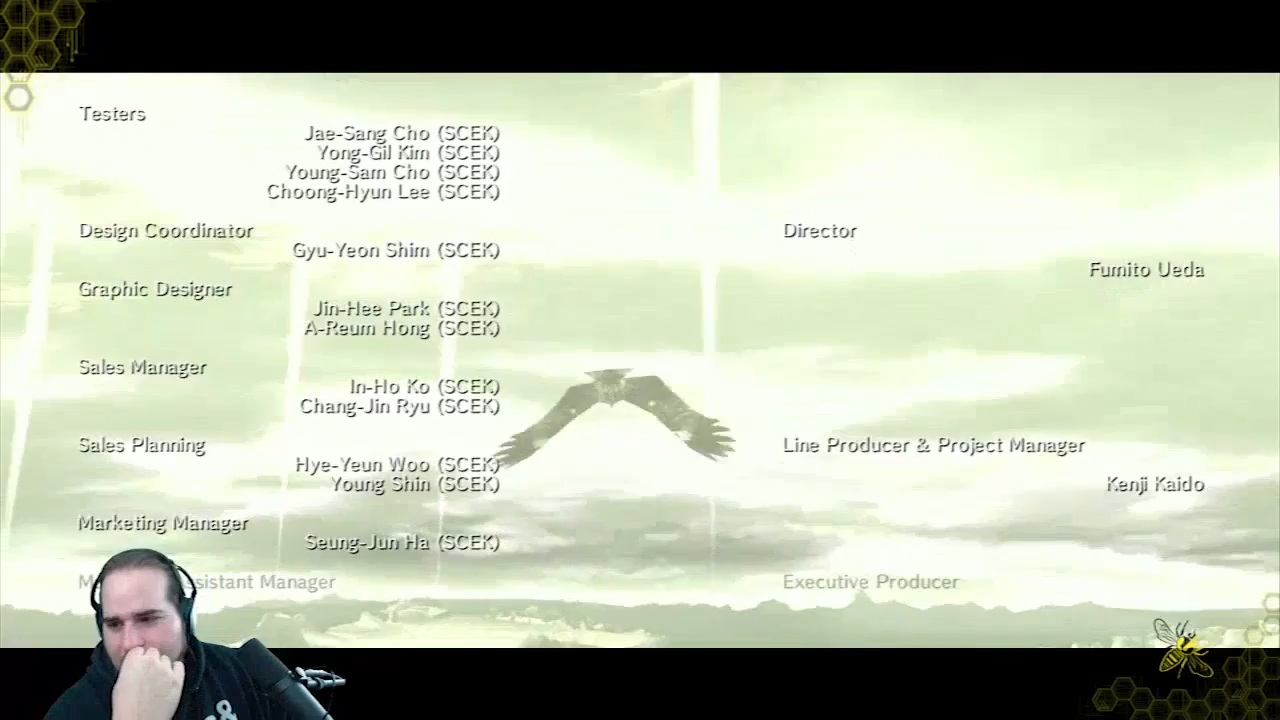 Testers
Jae-Sang Cho (SCEK)
Yong-Gil Kim (SCEK)
Young-Sam Cho (SCEK)
Choong-Hyun Lee (SCEK)
Design Coordinator
Gyu-Yeon Shim (SCEK)
Graphic Designer
Jin-Hee Park (SCEK)
A-Reum Hong (SCEK)
Sales Manager
In-Ho Ko (SCEK)
Chang-Jin Ryu (SCEK)
Sales Planning
Hye-Yeun Woo (SCEK)
Young Shin (SCEK)
Marketing Manager
Seung-Jun Ha (SCEK)
Manager
Director
Fumito Ueda
Line Producer & Project Manager
Kenji Kaido
Executive Producer
&